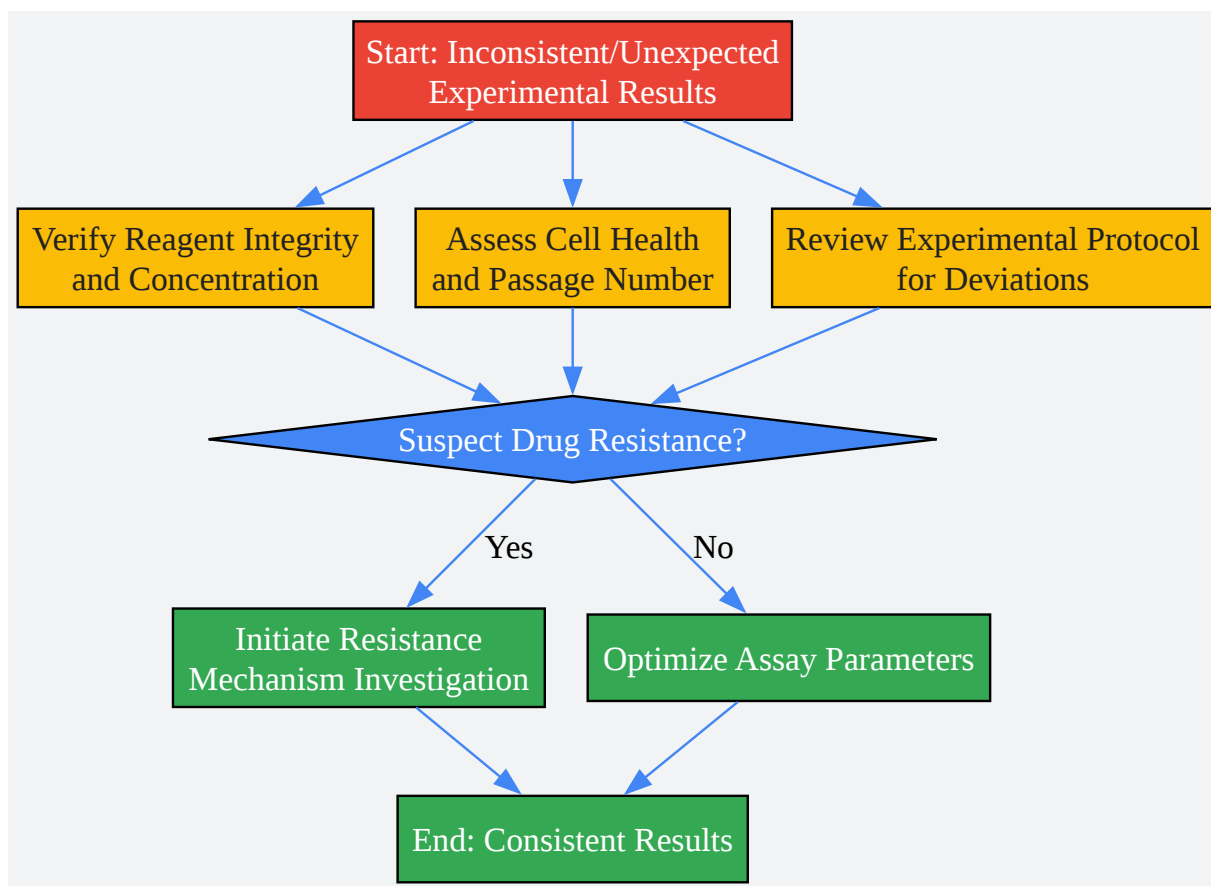 Start: Inconsistent/Unexpected
Experimental Results
Verify Reagent Integrity
and Concentration
Assess Cell Health
and Passage Number
Review Experimental Protocol
for Deviations
Suspect Drug Resistance?
Yes
No
Initiate Resistance
Mechanism Investigation
Optimize Assay Parameters
End: Consistent Results